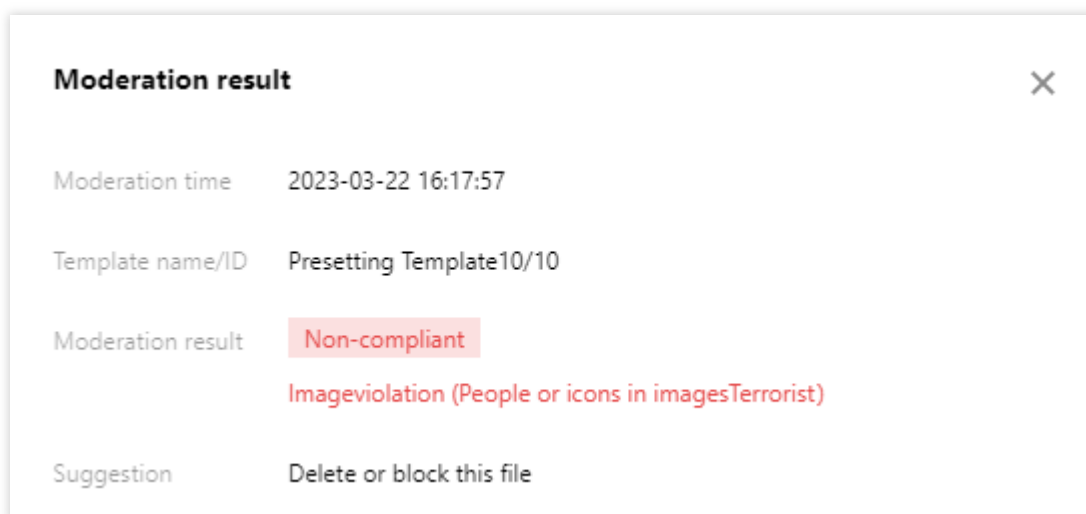 Moderation result
Moderation time 2023-03-22 16:17:57
Template name/ID Presetting Template10/10
Moderation result Non-compliant
Imageviolation (People or icons in imagesTerrorist)
Suggestion Delete or block this file